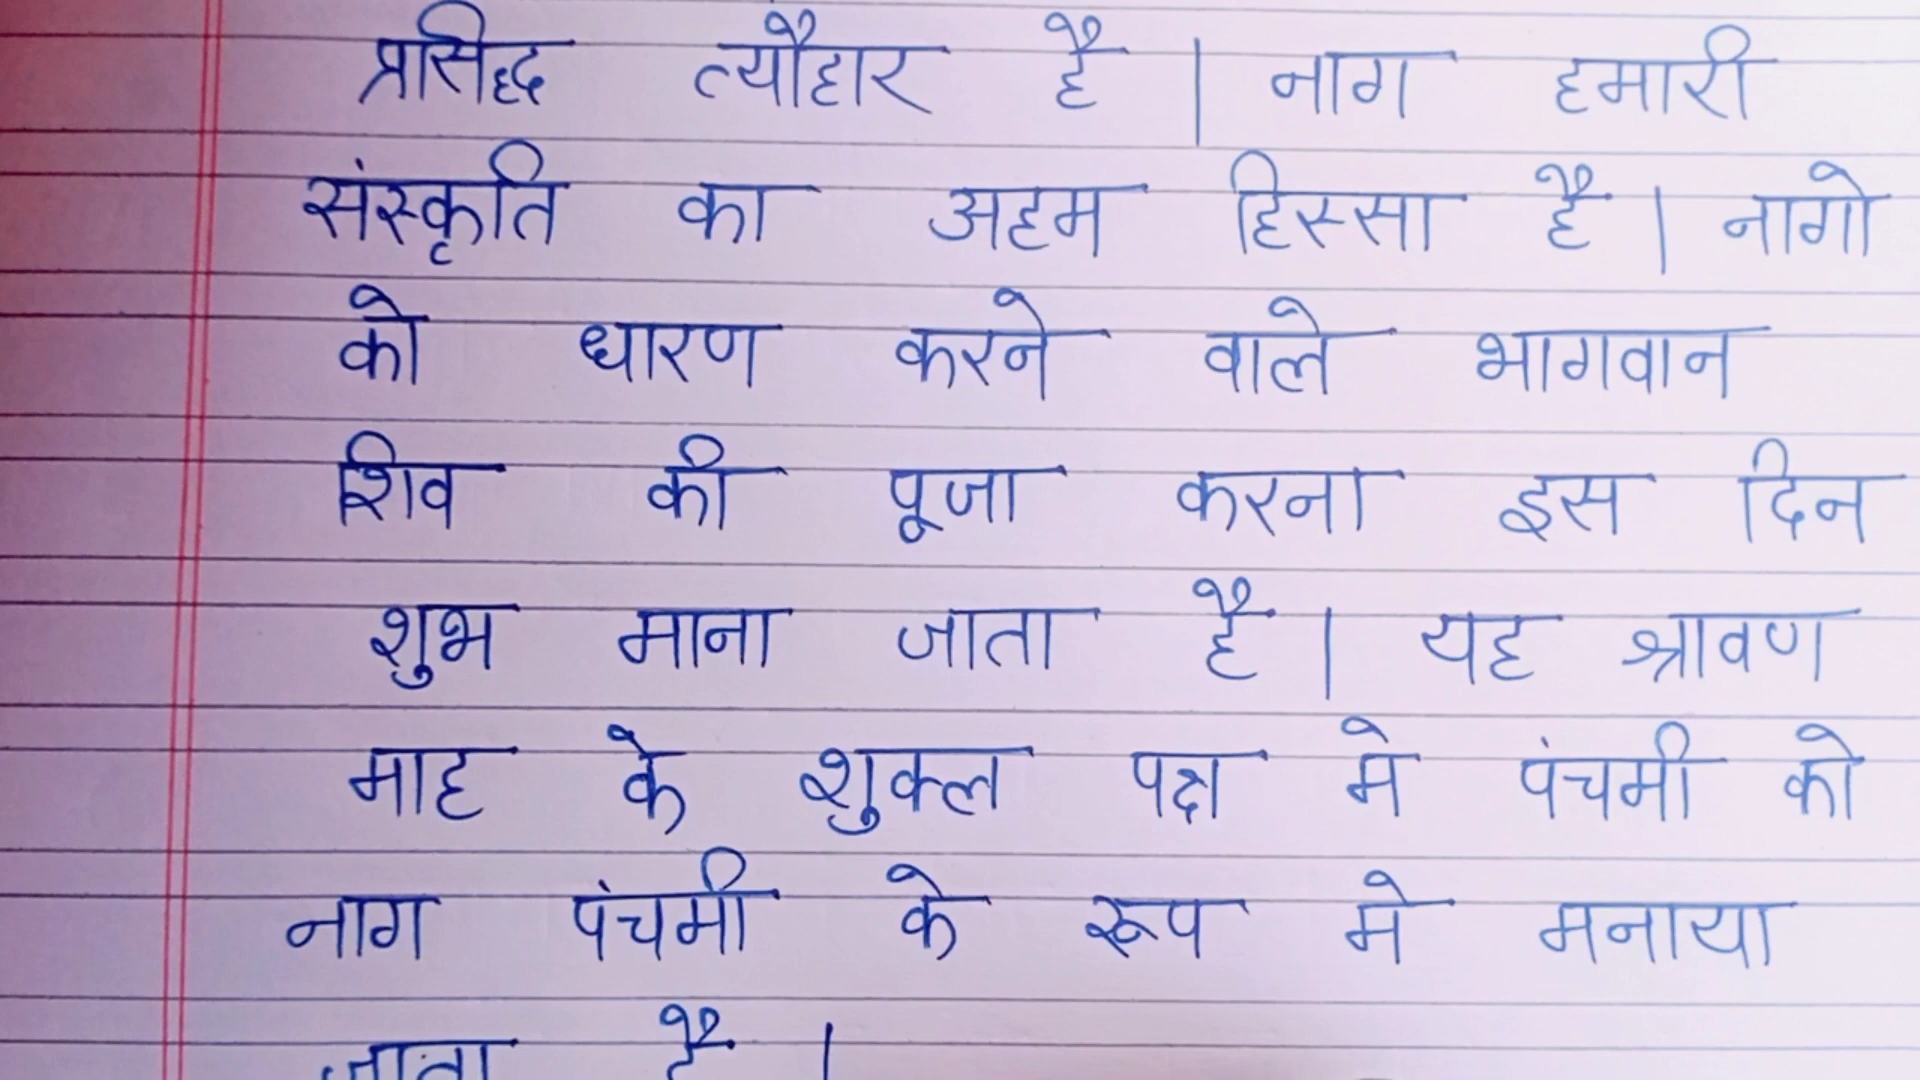 प्रसिद्ध त्यौहार है | नाग हमारी
संस्कृति का अहम हिस्सा है | नागो
को धारण करने वाले भागवान
शिव की पूजा करना इस दिन
शुभ माना जाता है | यह श्रावण
माह के शुक्ल पक्ष मे पंचमी को
नाग पंचमी के रूप मे मनाया
जाता है |